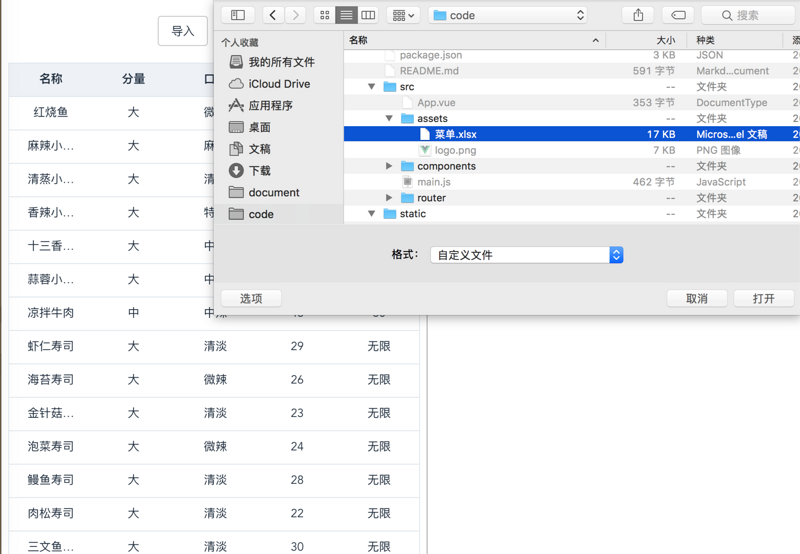 导入
code
搜索
个人收藏
我的所有文件
iCloud Drive
应用程序
桌面
文稿
下载
document
code
名称 大小 种类
package.json 3 KB JSON
README.md 591 字节 Markd...cument
src -- 文件夹
App.vue 353 字节 DocumentType
assets -- 文件夹
菜单.xlsx 17 KB Micros...el 文稿
logo.png 7 KB PNG 图像
components -- 文件夹
main.js 462 字节 JavaScript
router -- 文件夹
static -- 文件夹
格式： 自定义文件
选项 取消 打开
名称 分量
红烧鱼 大
麻辣小... 大
清蒸小... 大
香辣小... 大
十三香... 大 中
蒜蓉小... 大 中
凉拌牛肉 中
虾仁寿司 大 清淡 29 无限
海苔寿司 大 微辣 26 无限
金针菇... 大 清淡 23 无限
泡菜寿司 大 微辣 24 无限
鳗鱼寿司 大 清淡 28 无限
肉松寿司 大 清淡 22 无限
三文鱼... 大 清淡 30 无限